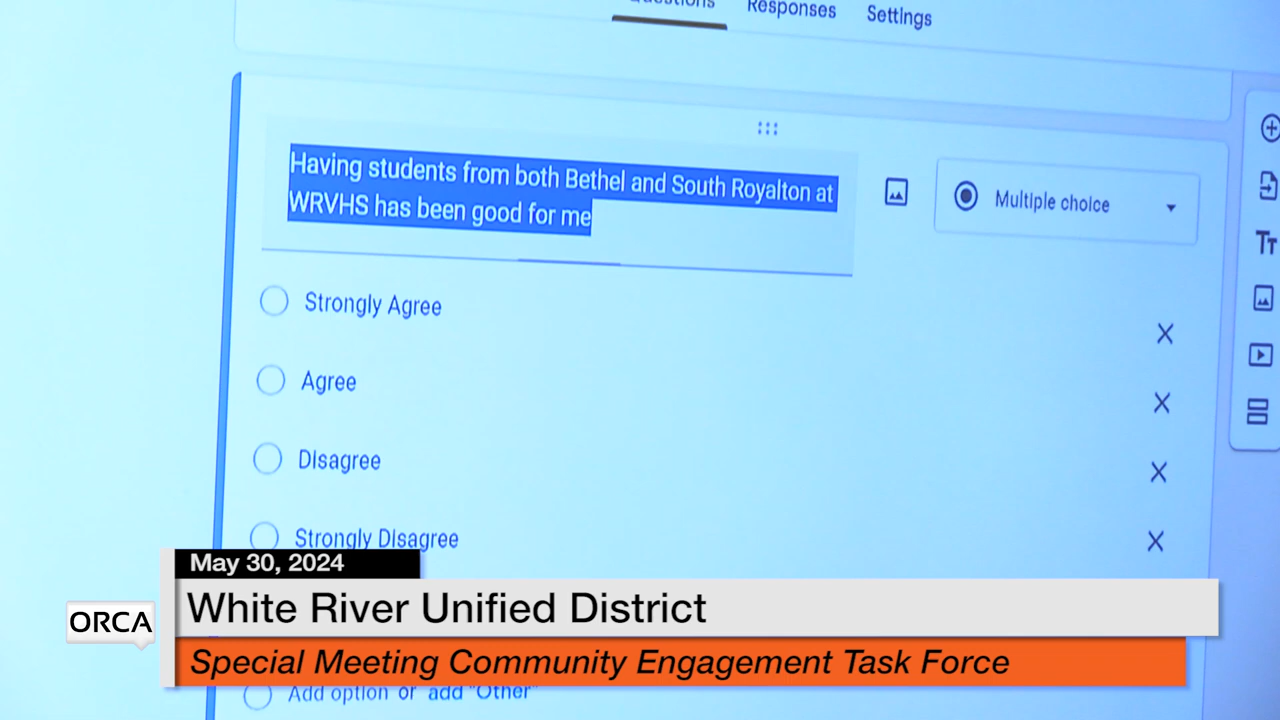 Responses
Settings
Having students from both Bethel and South Royalton at
WRVHS has been good for me
Multiple choice
Strongly Agree
Agree
Disagree
Strongly Disagree
May 30, 2024
White River Unified District
ORCA
Special Meeting Community Engagement Task Force
Add option or add "Other"